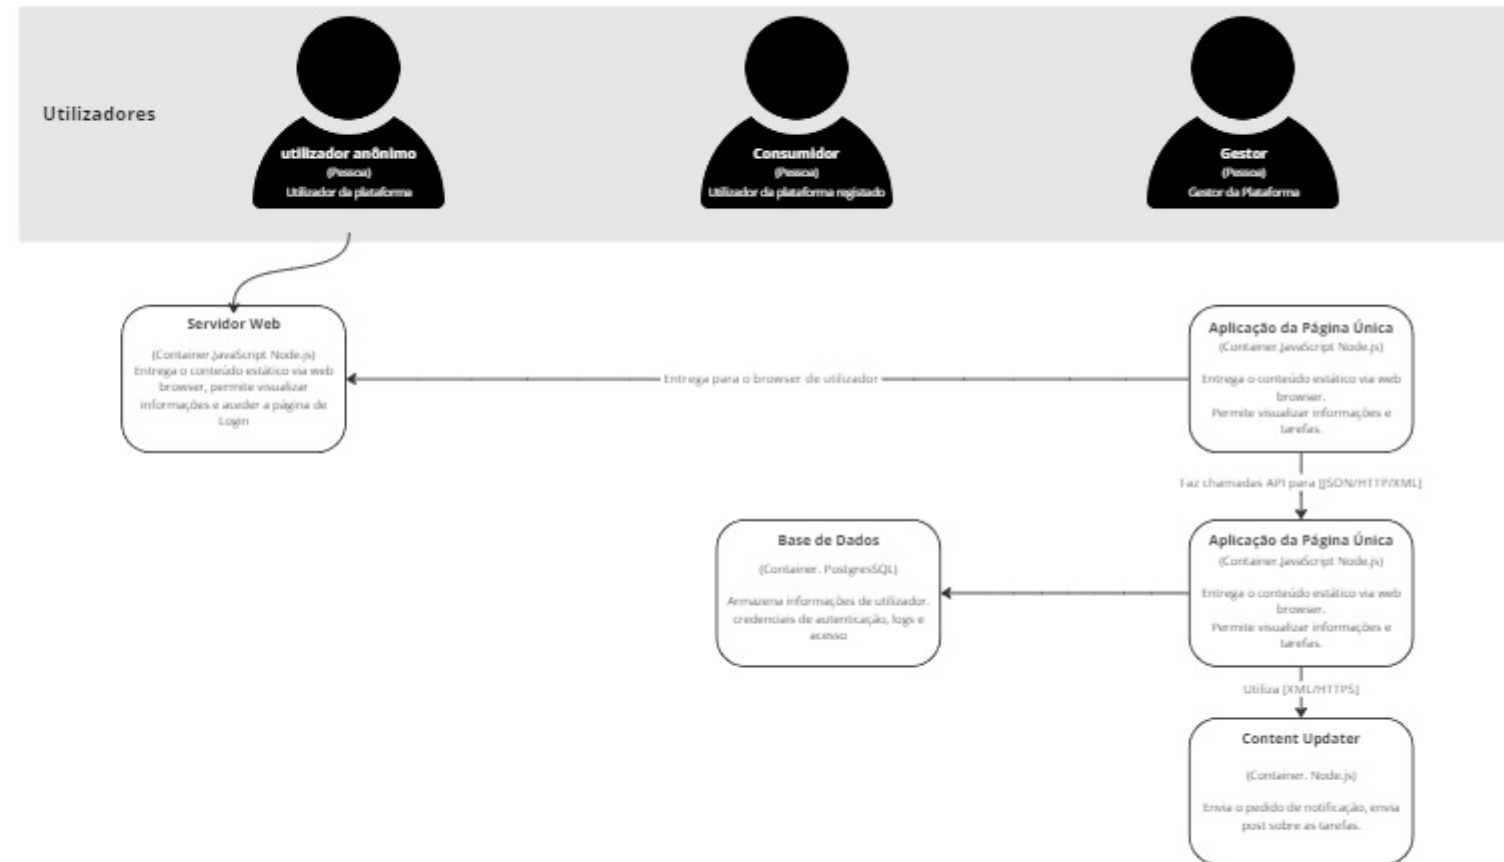 Utilizadores
utilizador anônimo
(Pessoa)
Utilizador da plataforma
Consumidor
(Pessoa)
Utilizador da plataforma registado
Gestor
(Pessoa)
Gestor da Plataforma
Servidor Web
(Container.JavaScript Node.js)
Entrega o conteúdo estático via web
browser, permite visualizar
informações e aceder a página de
Login
Entrega para o browser de utilizador
Aplicação da Página Única
(Container.JavaScript Node.js)
Entrega o conteúdo estático via web
browser.
Permite visualizar informações e
tarefas.
Faz chamadas API para [JSON/HTTP/XML]
Base de Dados
(Container. PostgresSQL)
Armazena informações de utilizador.
credenciais de autenticação, logs e
acesso
Aplicação da Página Única
(Container.JavaScript Node.js)
Entrega o conteúdo estático via web
browser.
Permite visualizar informações e
tarefas.
Utiliza [XML/HTTPS]
Content Updater
(Container. Node.js)
Envia o pedido de notificação, envia
post sobre as tarefas.